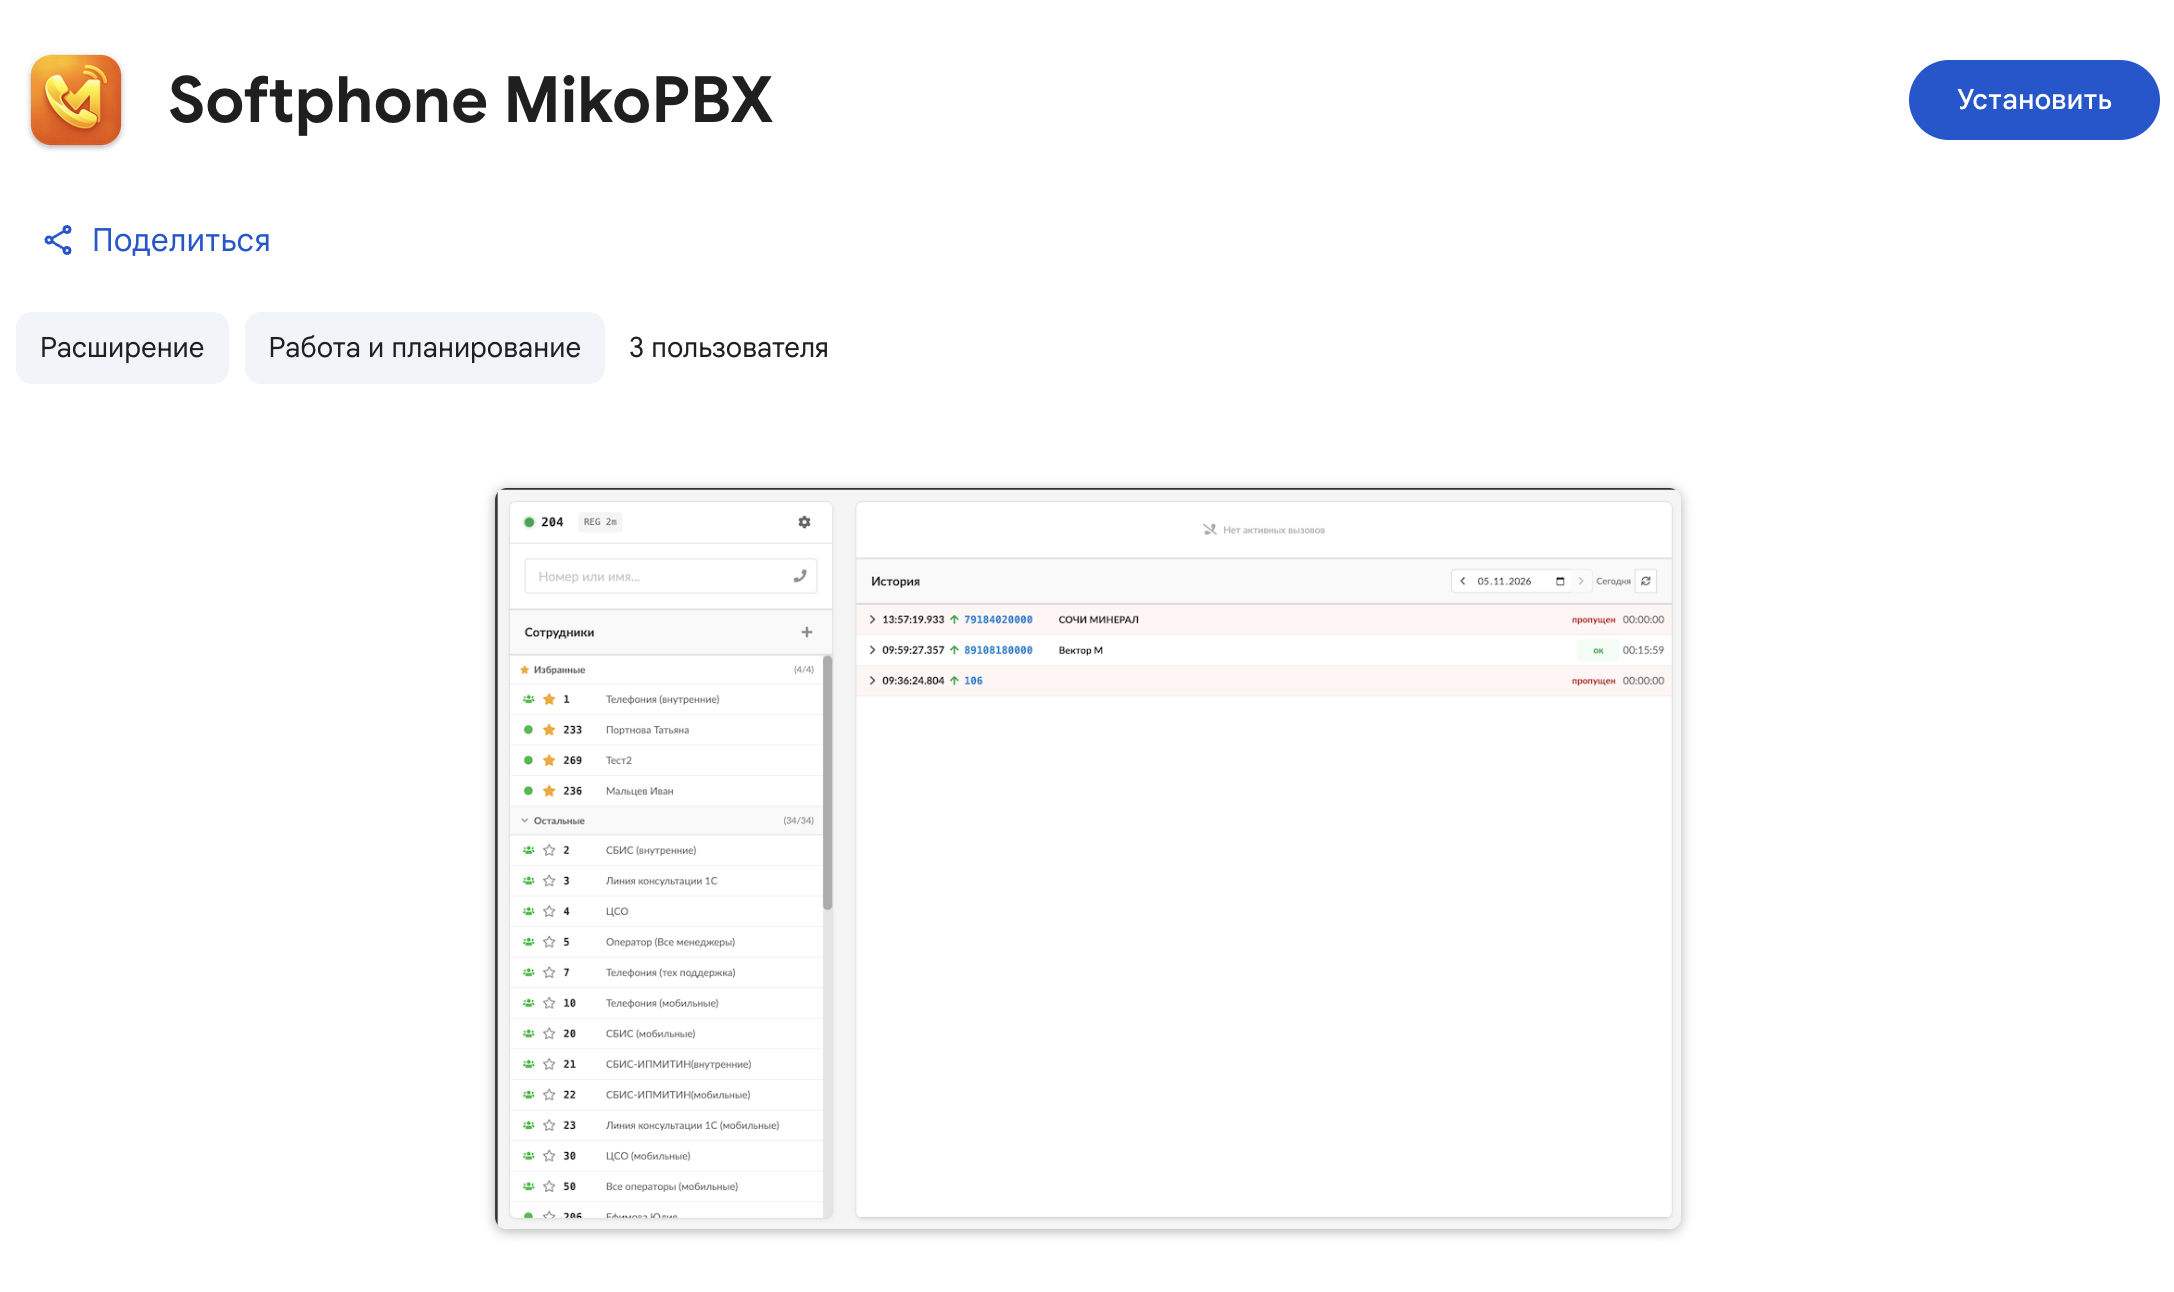 Softphone MikoPBX
Установить
Поделиться
Расширение
Работа и планирование
3 пользователя
204 REG 2m
Номер или имя...
Сотрудники
Избранные (4/4)
1 Телефония (внутренние)
233 Портнова Татьяна
269 Тест2
236 Мальцев Иван
Остальные (34/34)
2 СБИС (внутренние)
3 Линия консультации 1С
4 ЦСО
5 Оператор (Все менеджеры)
7 Телефония (тех поддержка)
10 Телефония (мобильные)
20 СБИС (мобильные)
21 СБИС-ИПМИТИН(внутренние)
22 СБИС-ИПМИТИН(мобильные)
23 Линия консультации 1С (мобильные)
30 ЦСО (мобильные)
50 Все операторы (мобильные)
206 Ефимова Юлия
Нет активных вызовов
История
05.11.2026 Сегодня
13:57:19.933 79184020000 СОЧИ МИНЕРАЛ пропущен 00:00:00
09:59:27.357 89108180000 Вектор М ок 00:15:59
09:36:24.804 106 пропущен 00:00:00